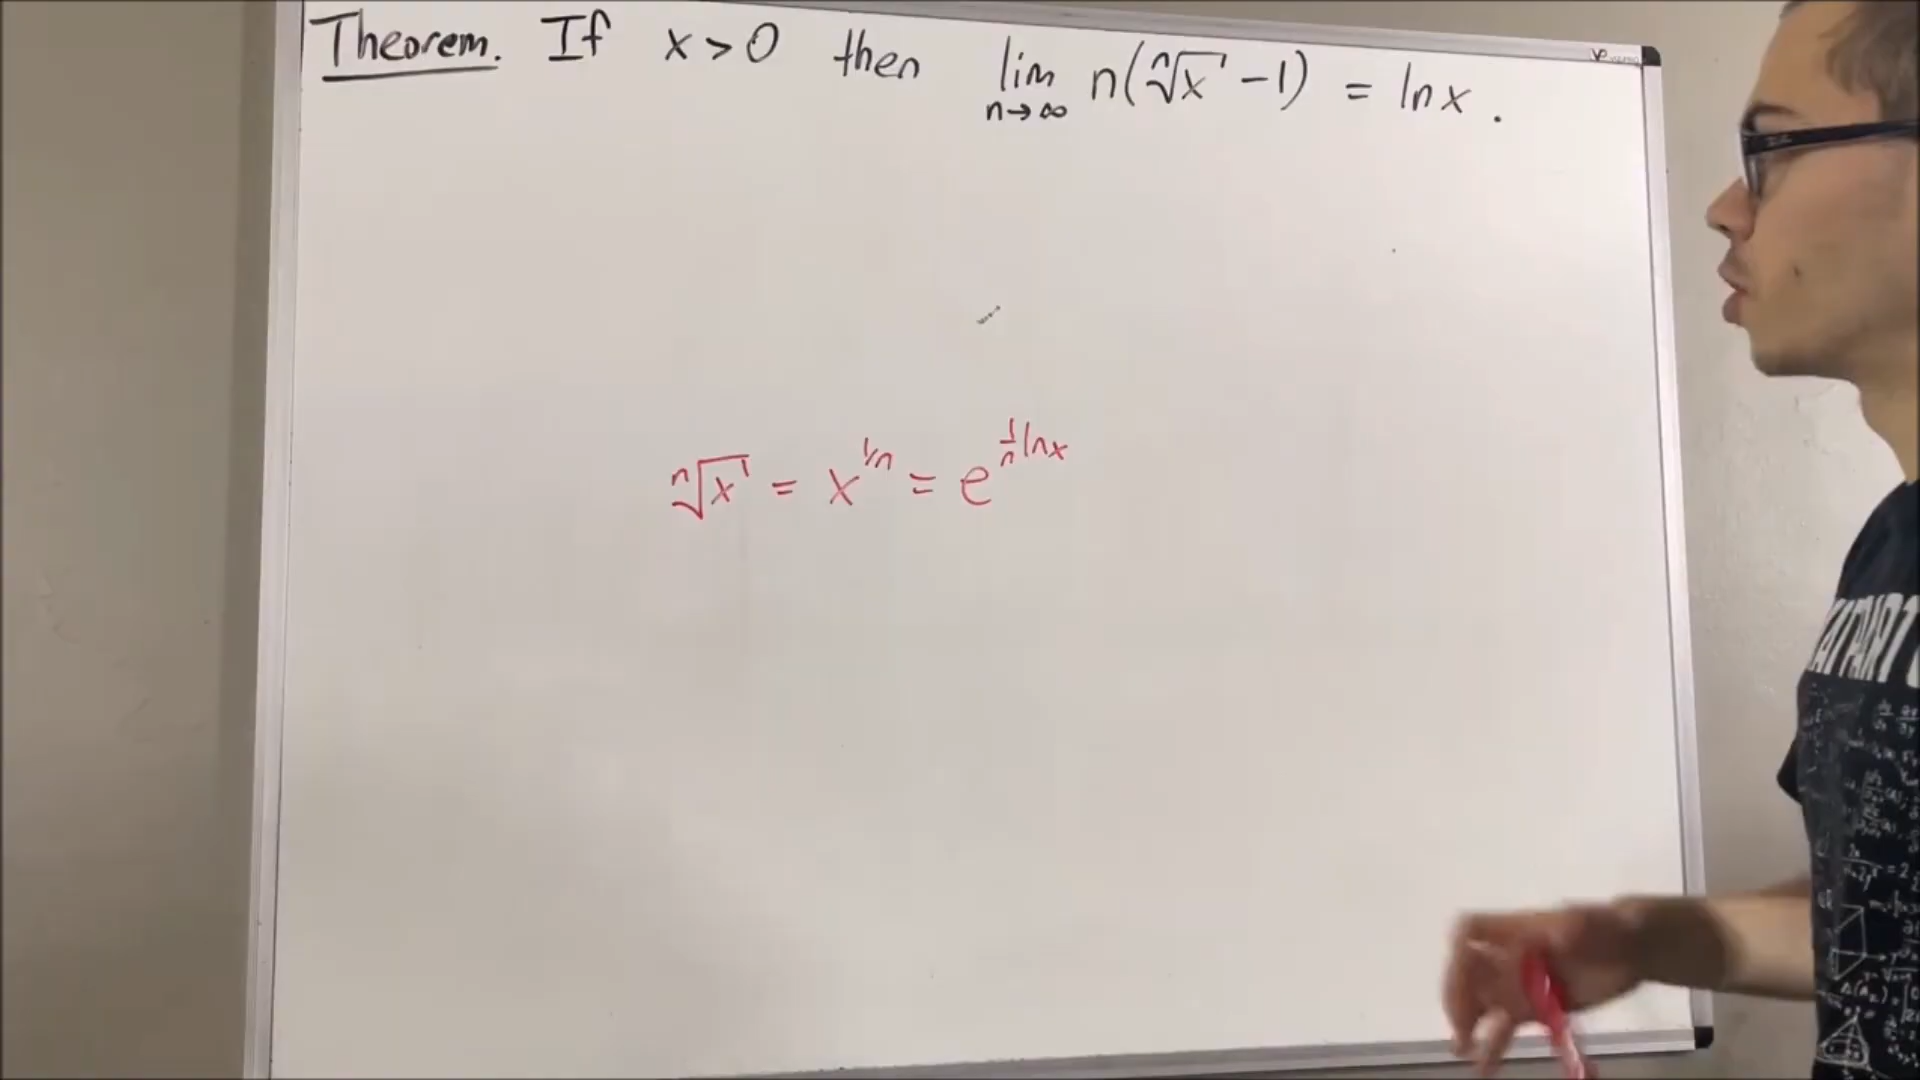 Theorem. If x > 0 then lim n→∞ n(ⁿ√x - 1) = ln x .
ⁿ√x = x^{1/n} = e^{1/n ln x}